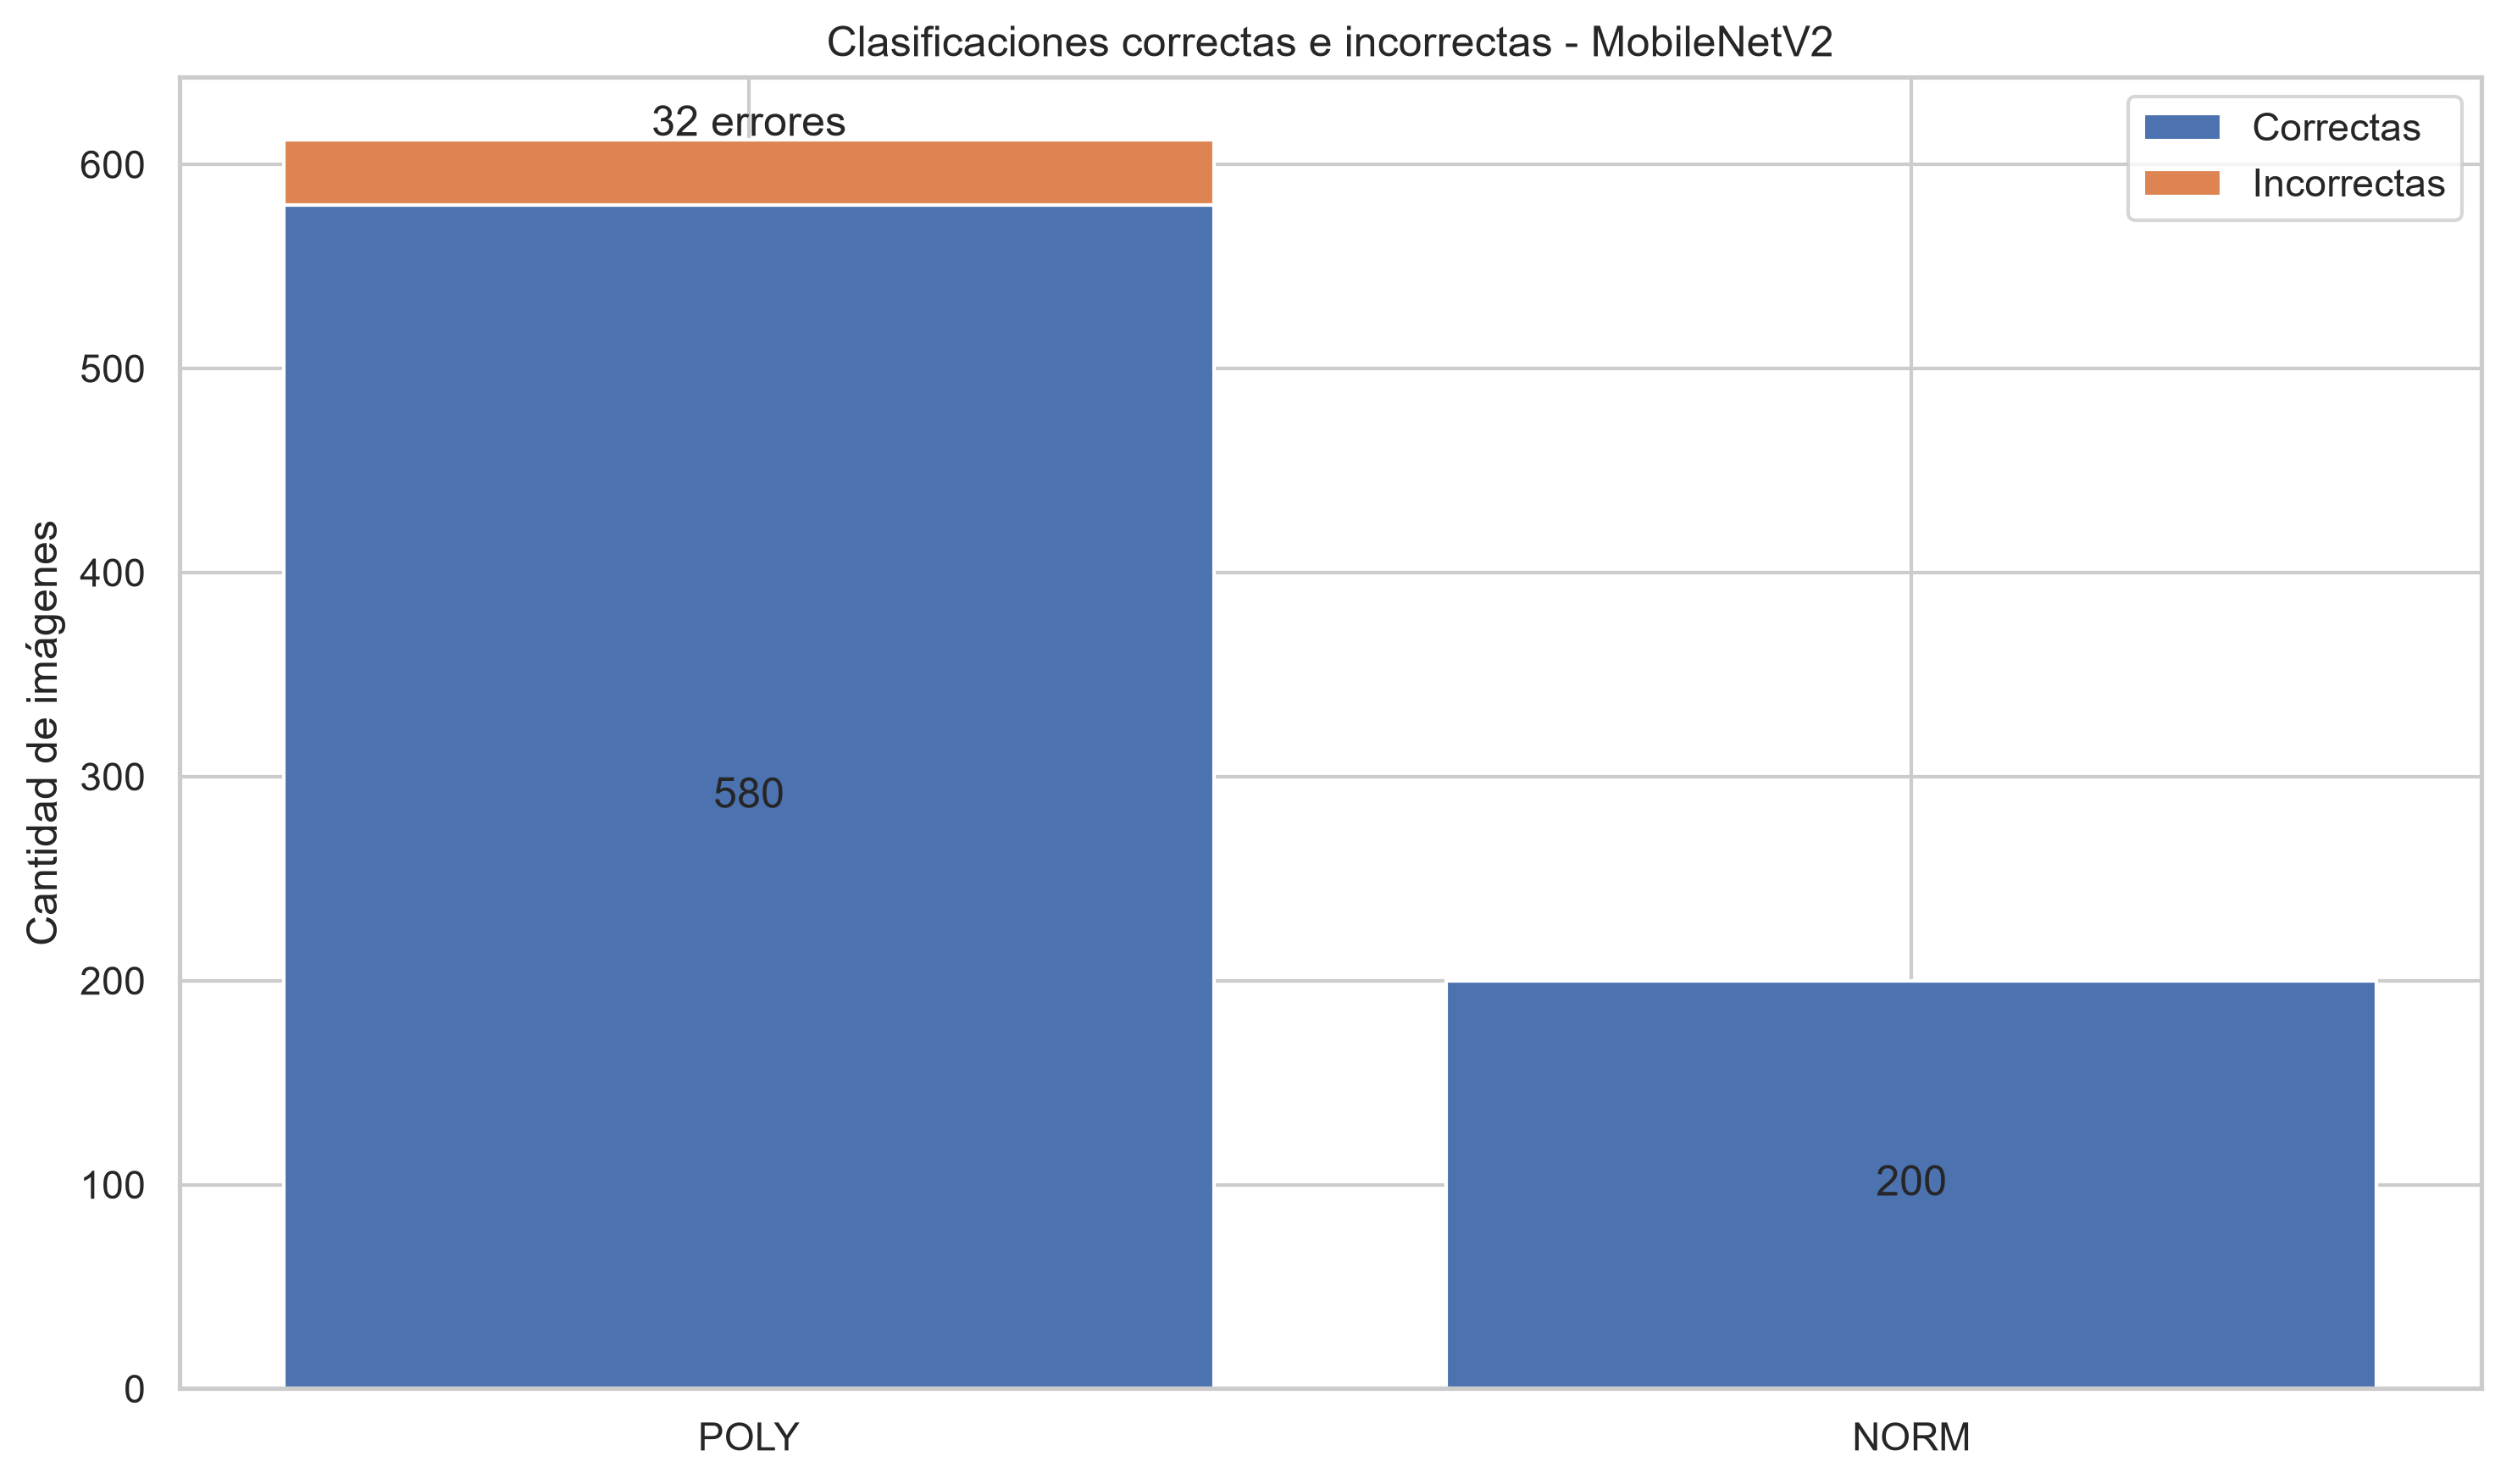 Clasificaciones correctas e incorrectas - MobileNetV2
32 errores
Correctas
Incorrectas
600
500
400
300
200
100
0
Cantidad de imágenes
580
200
POLY
NORM